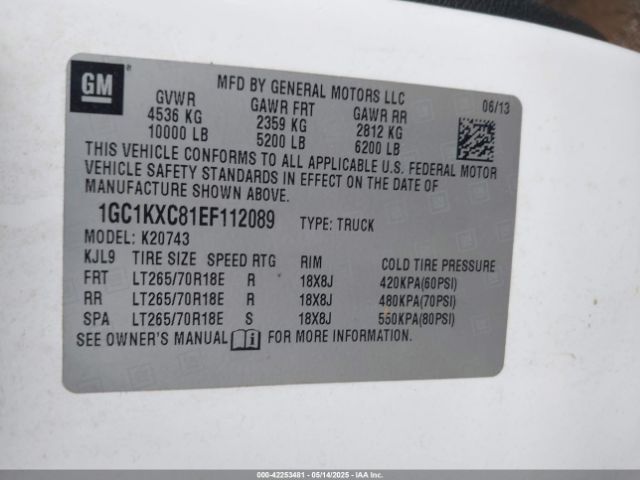 GM
MFD BY GENERAL MOTORS LLC
06/13
GVWR GAWR FRT GAWR RR
4536 KG 2359 KG 2812 KG
10000 LB 5200 LB 6200 LB
THIS VEHICLE CONFORMS TO ALL APPLICABLE U.S. FEDERAL MOTOR
VEHICLE SAFETY STANDARDS IN EFFECT ON THE DATE OF
MANUFACTURE SHOWN ABOVE.
1GC1KXC81EF112089 TYPE: TRUCK
MODEL: K20743
KJL9 TIRE SIZE SPEED RTG RIM COLD TIRE PRESSURE
FRT LT265/70R18E R 18X8J 420KPA(60PSI)
RR LT265/70R18E R 18X8J 480KPA(70PSI)
SPA LT265/70R18E S 18X8J 550KPA(80PSI)
SEE OWNER'S MANUAL FOR MORE INFORMATION.
000-42253481 - 05/14/2025 - IAAI.COM